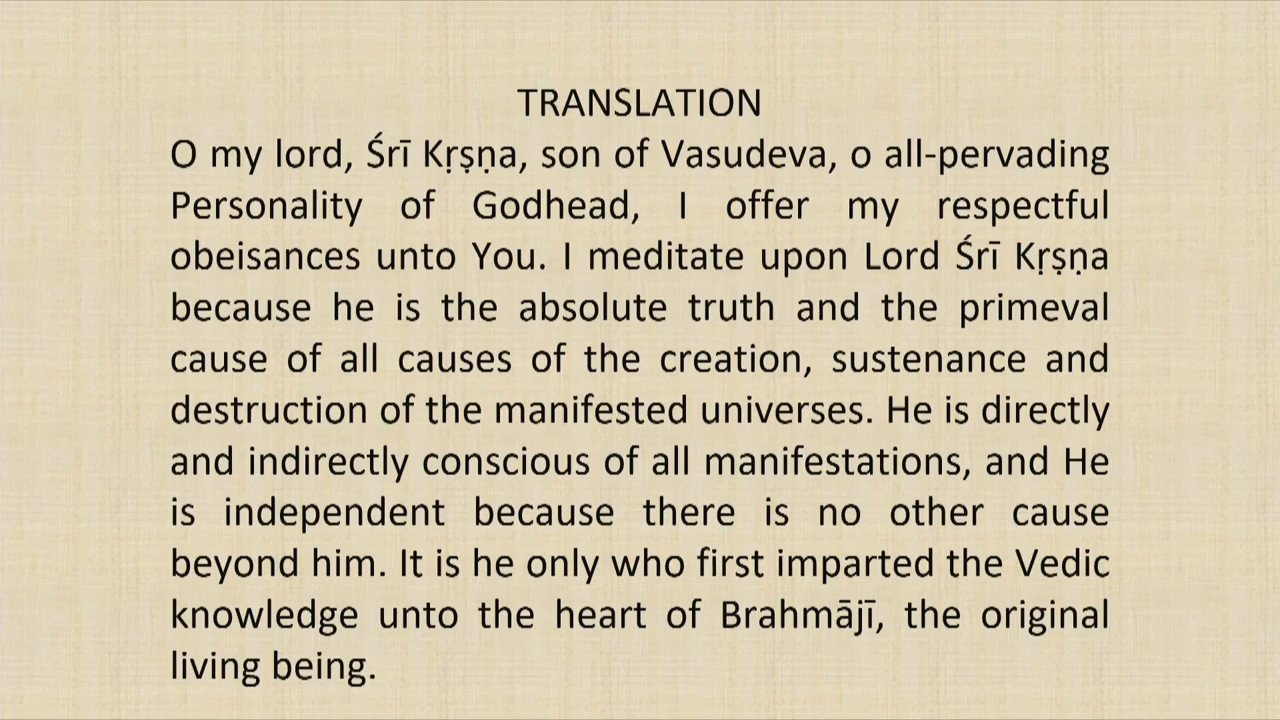 TRANSLATION
O my lord, Śrī Kṛṣṇa, son of Vasudeva, o all-pervading
Personality of Godhead, I offer my respectful
obeisances unto You. I meditate upon Lord Śrī Kṛṣṇa
because he is the absolute truth and the primeval
cause of all causes of the creation, sustenance and
destruction of the manifested universes. He is directly
and indirectly conscious of all manifestations, and He
is independent because there is no other cause
beyond him. It is he only who first imparted the Vedic
knowledge unto the heart of Brahmājī, the original
living being.